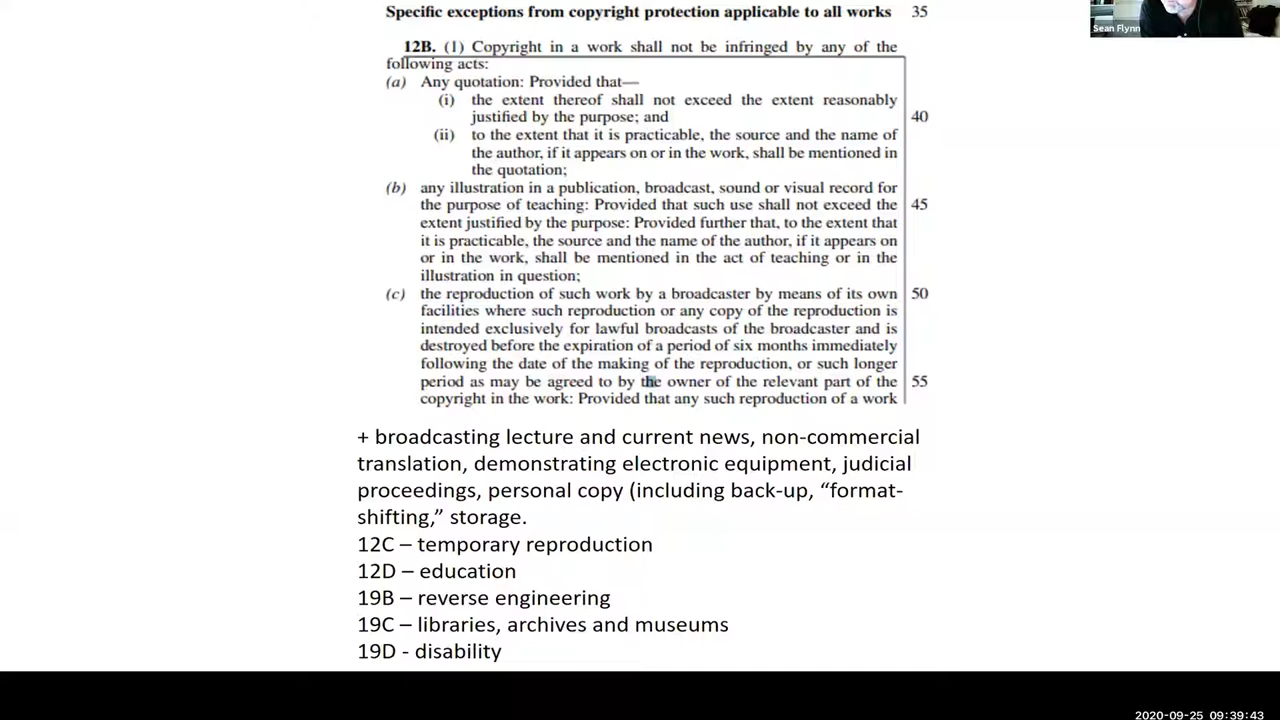 Specific exceptions from copyright protection applicable to all works 35
Sean Flynn
12B. (1) Copyright in a work shall not be infringed by any of the
following acts:
(a) Any quotation: Provided that—
(i) the extent thereof shall not exceed the extent reasonably
justified by the purpose; and 40
(ii) to the extent that it is practicable, the source and the name of
the author, if it appears on or in the work, shall be mentioned in
the quotation;
(b) any illustration in a publication, broadcast, sound or visual record for
the purpose of teaching: Provided that such use shall not exceed the 45
extent justified by the purpose: Provided further that, to the extent that
it is practicable, the source and the name of the author, if it appears on
or in the work, shall be mentioned in the act of teaching or in the
illustration in question;
(c) the reproduction of such work by a broadcaster by means of its own 50
facilities where such reproduction or any copy of the reproduction is
intended exclusively for lawful broadcasts of the broadcaster and is
destroyed before the expiration of a period of six months immediately
following the date of the making of the reproduction, or such longer
period as may be agreed to by the owner of the relevant part of the 55
copyright in the work: Provided that any such reproduction of a work
+ broadcasting lecture and current news, non-commercial
translation, demonstrating electronic equipment, judicial
proceedings, personal copy (including back-up, “format-
shifting,” storage.
12C – temporary reproduction
12D – education
19B – reverse engineering
19C – libraries, archives and museums
19D - disability
2020-09-25 09:39:43